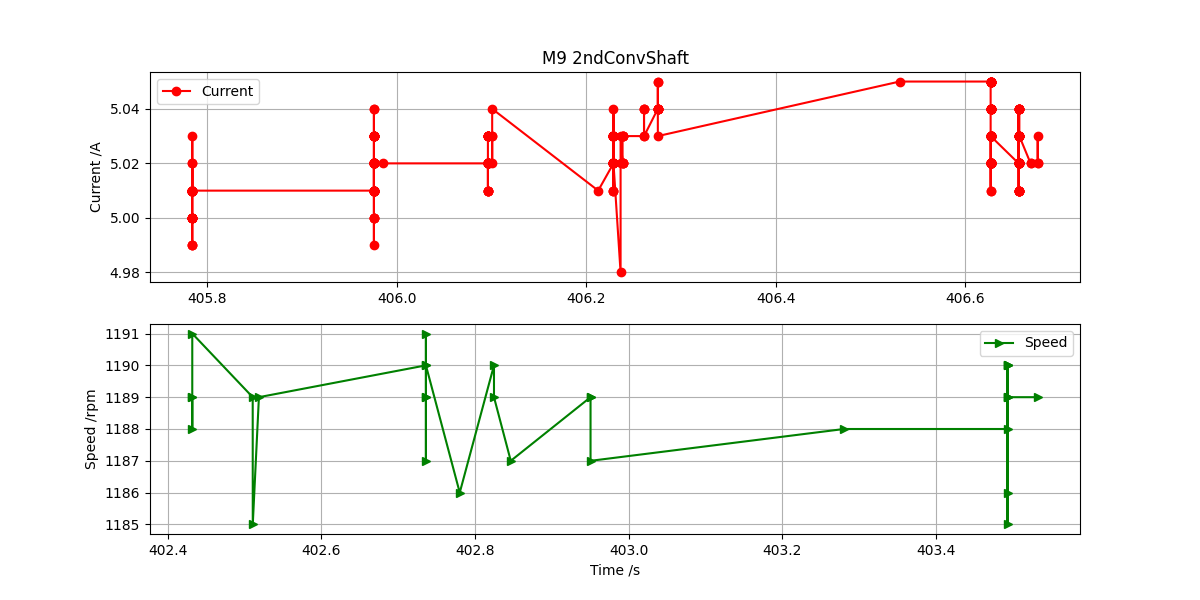 M9 2ndConvShaft
Current
Current /A
5.04
5.02
5.00
4.98
405.8 406.0 406.2 406.4 406.6
Speed
Speed /rpm
1191
1190
1189
1188
1187
1186
1185
402.4 402.6 402.8 403.0 403.2 403.4
Time /s